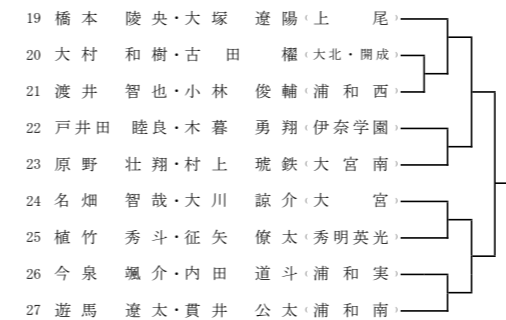 19 橋本 陵央・大塚 遼陽（上尾）
20 大村 和樹・古田 櫂（大北・開成）
21 渡井 智也・小林 俊輔（浦和西）
22 戸井田 睦良・木暮 勇翔（伊奈学園）
23 原野 壮翔・村上 琥鉄（大宮南）
24 名畑 智哉・大川 諒介（大宮）
25 植竹 秀斗・征矢 僚太（秀明英光）
26 今泉 颯介・内田 道斗（浦和実）
27 遊馬 遼太・貫井 公太（浦和南）